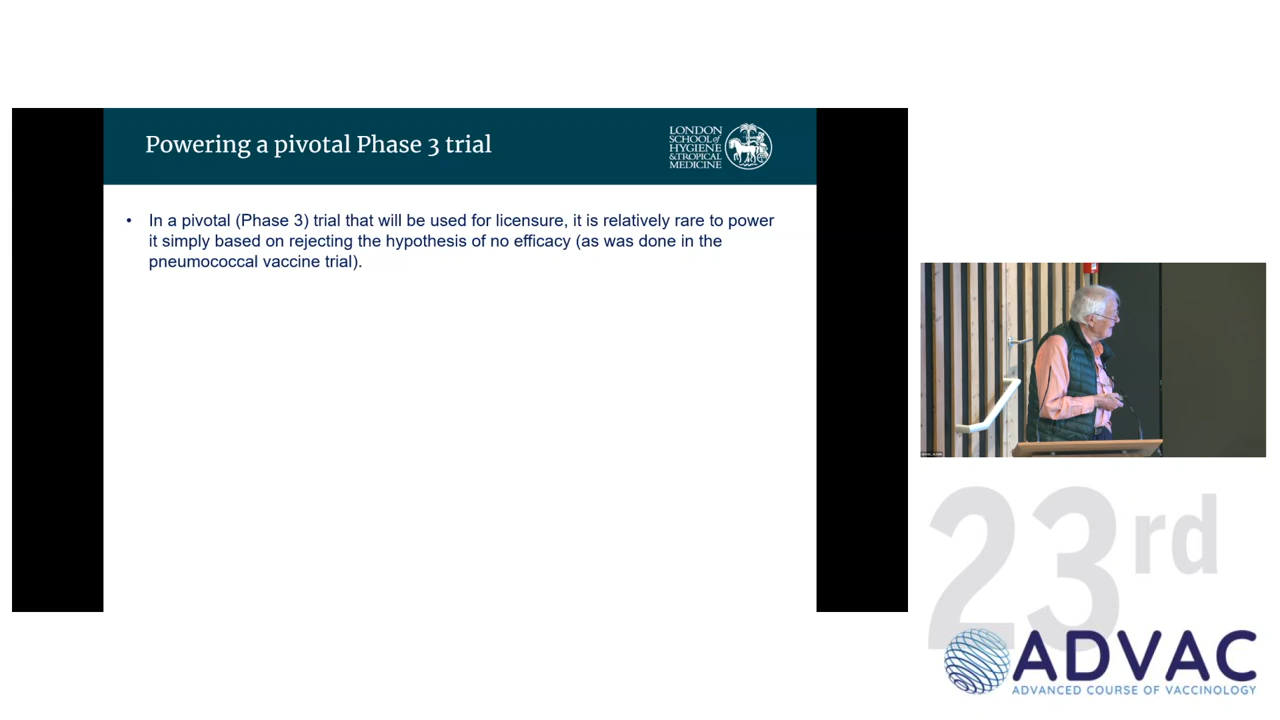 Powering a pivotal Phase 3 trial
LONDON
SCHOOL of
HYGIENE
& TROPICAL
MEDICINE
• In a pivotal (Phase 3) trial that will be used for licensure, it is relatively rare to power
it simply based on rejecting the hypothesis of no efficacy (as was done in the
pneumococcal vaccine trial).
23rd
ADVAC
ADVANCED COURSE OF VACCINOLOGY